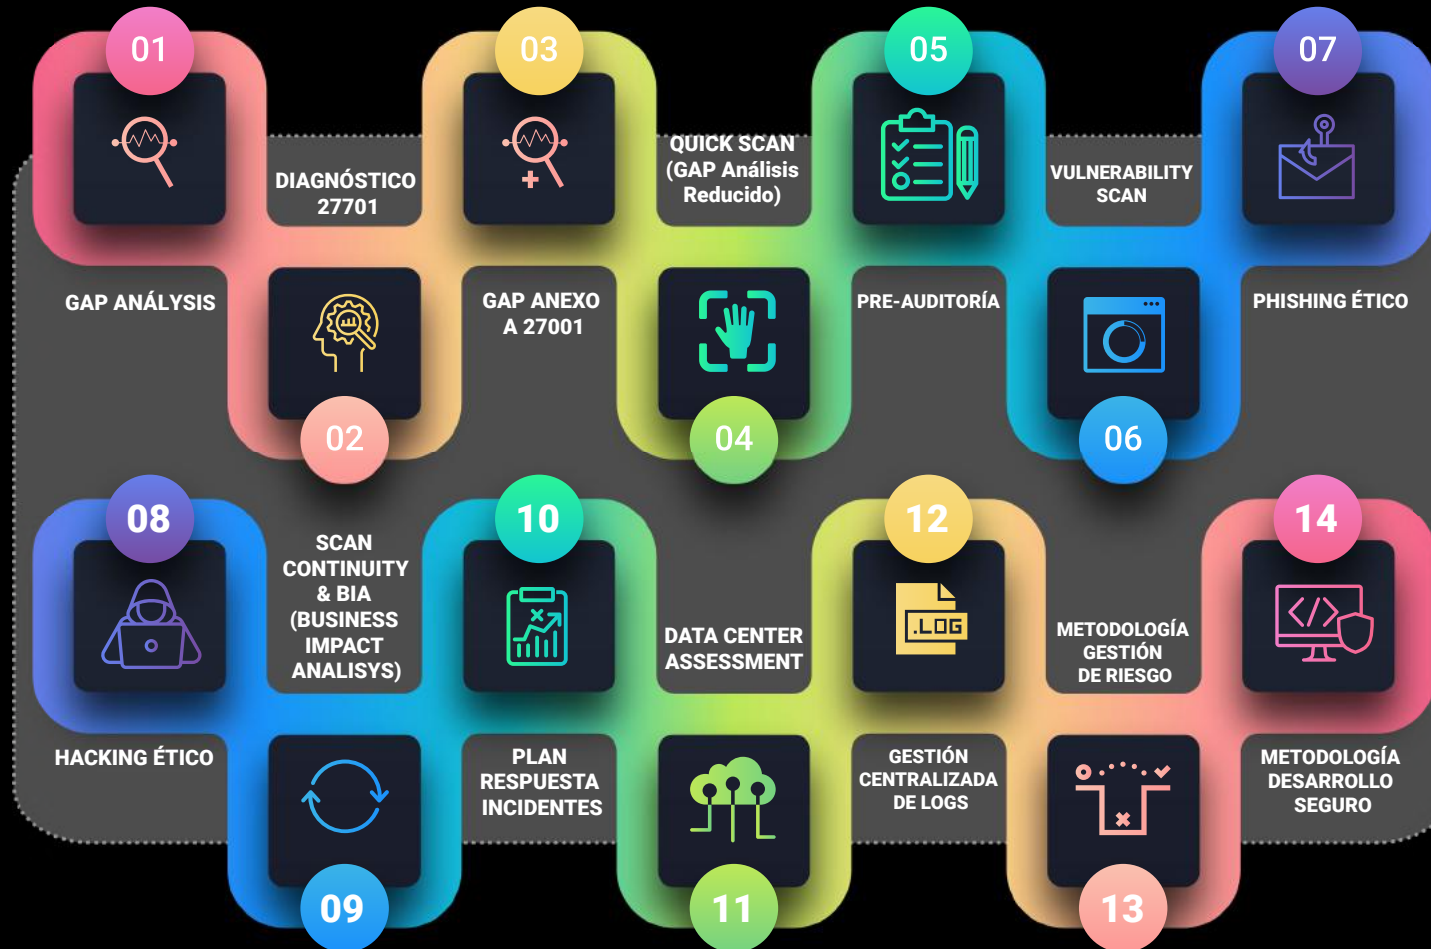 01
GAP ANÁLYSIS
DIAGNÓSTICO
27701
02
03
GAP ANEXO
A 27001
QUICK SCAN
(GAP Análisis
Reducido)
04
05
PRE-AUDITORÍA
VULNERABILITY
SCAN
06
07
PHISHING ÉTICO
08
HACKING ÉTICO
SCAN
CONTINUITY
& BIA
(BUSINESS
IMPACT
ANALISYS)
09
10
PLAN
RESPUESTA
INCIDENTES
DATA CENTER
ASSESSMENT
11
12
.LOG
GESTIÓN
CENTRALIZADA
DE LOGS
METODOLOGÍA
GESTIÓN
DE RIESGO
13
14
</>
METODOLOGÍA
DESARROLLO
SEGURO